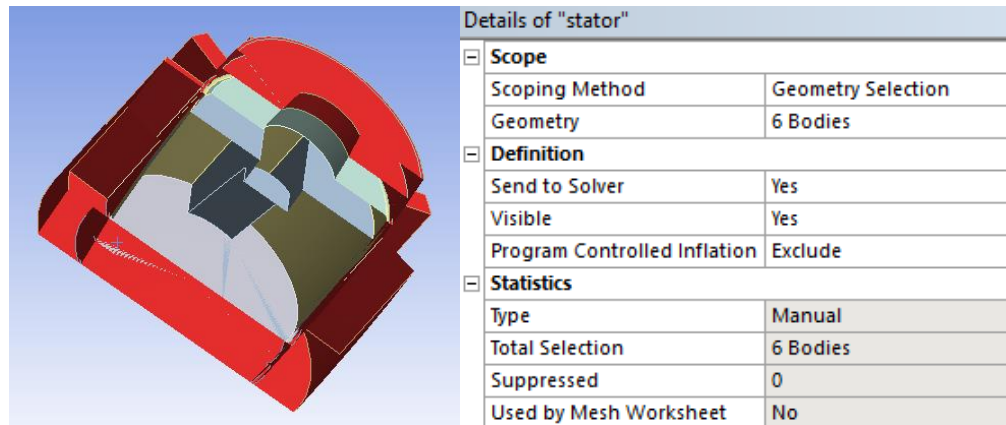 Details of "stator"
Scope
Scoping Method Geometry Selection
Geometry 6 Bodies
Definition
Send to Solver Yes
Visible Yes
Program Controlled Inflation Exclude
Statistics
Type Manual
Total Selection 6 Bodies
Suppressed 0
Used by Mesh Worksheet No